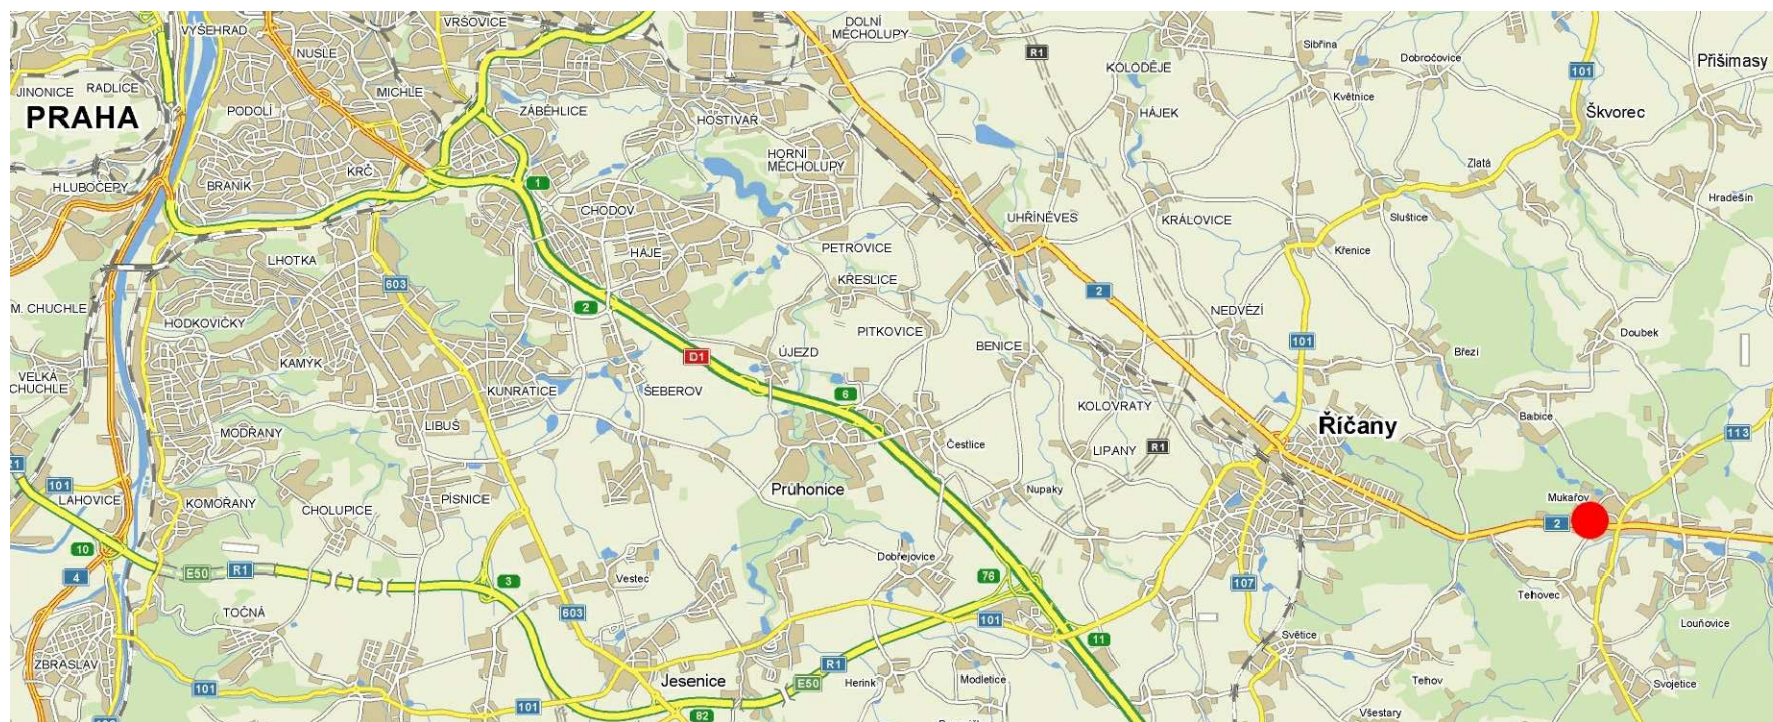 VYŠEHRAD
VRŠOVICE
DOLNÍ
MĚCHOLUPY
NUSLE
R1
Sibřina
Dobročovice
Přišimasy
KOLODĚJE
101
JINONICE
RADLICE
MICHLE
Květnice
PRAHA
PODOLÍ
ZÁBĚHLICE
HOSTIVAŘ
HÁJEK
Škvorec
HORNÍ
MĚCHOLUPY
Zlatá
HLUBOČEPY
BRANÍK
KRČ
1
CHODOV
UHŘÍNĚVES
KRÁLOVICE
Sluštice
Hradešín
HÁJE
PETROVICE
Křenice
LHOTKA
603
KŘESLICE
2
M. CHUCHLE
2
NEDVĚZÍ
HODKOVIČKY
PITKOVICE
Doubek
BENICE
101
Březí
ÚJEZD
D1
KAMÝK
VELKÁ
CHUCHLE
KUNRATICE
ŠEBEROV
6
KOLOVRATY
Babice
LIBUŠ
Říčany
MODŘANY
Čestlice
LIPANY
R1
113
R1
101
LAHOVICE
KOMOŘANY
CHOLUPICE
PÍSNICE
Průhonice
Nupaky
Mukařov
2
10
Dobřejovice
E50
R1
4
3
Vestec
76
107
Tehovec
TOČNÁ
603
101
11
Světice
Louňovice
ZBRASLAV
R1
Jesenice
Herink
Modletice
Tehov
Svojetice
101
E50
101
82
Všestary